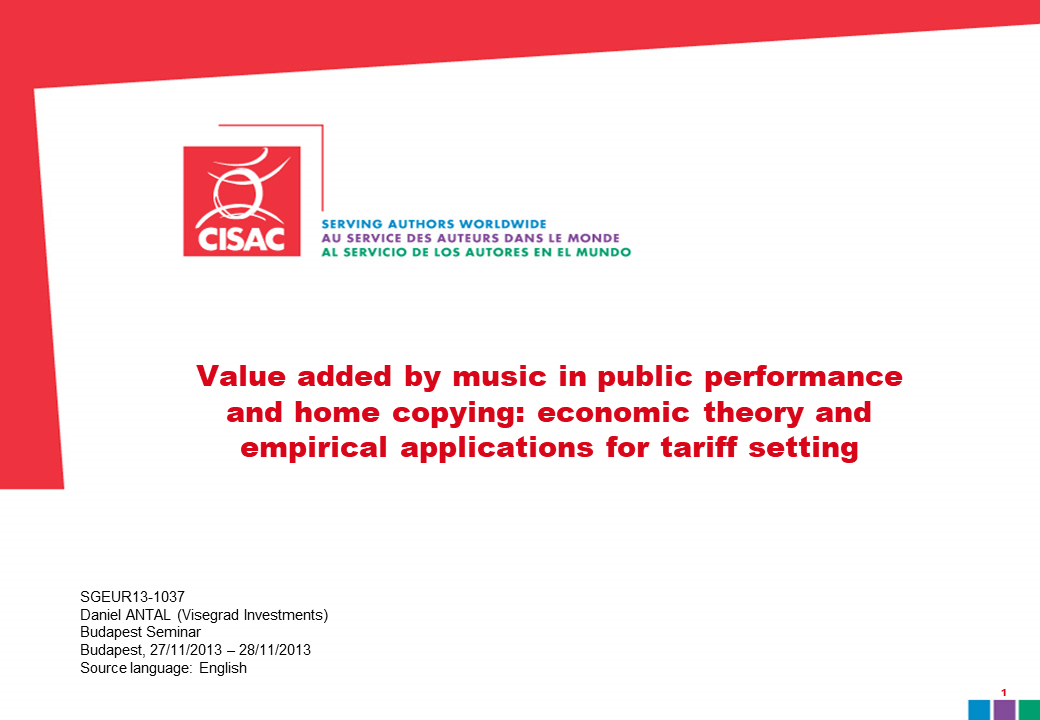 CISAC
SERVING AUTHORS WORLDWIDE
AU SERVICE DES AUTEURS DANS LE MONDE
AL SERVICIO DE LOS AUTORES EN EL MUNDO
Value added by music in public performance
and home copying: economic theory and
empirical applications for tariff setting
SGEUR13-1037
Daniel ANTAL (Visegrad Investments)
Budapest Seminar
Budapest, 27/11/2013 – 28/11/2013
Source language: English
1